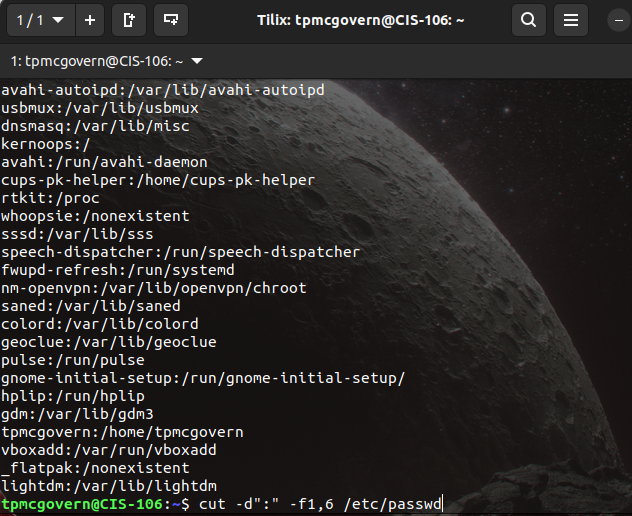 1 / 1
Tilix: tpmcgovern@CIS-106: ~
1: tpmcgovern@CIS-106: ~
avahi-autoipd:/var/lib/avahi-autoipd
usbmux:/var/lib/usbmux
dnsmasq:/var/lib/misc
kernoops:/
avahi:/run/avahi-daemon
cups-pk-helper:/home/cups-pk-helper
rtkit:/proc
whoopsie:/nonexistent
sssd:/var/lib/sss
speech-dispatcher:/run/speech-dispatcher
fwupd-refresh:/run/systemd
nm-openvpn:/var/lib/openvpn/chroot
saned:/var/lib/saned
colord:/var/lib/colord
geoclue:/var/lib/geoclue
pulse:/run/pulse
gnome-initial-setup:/run/gnome-initial-setup/
hplip:/run/hplip
gdm:/var/lib/gdm3
tpmcgovern:/home/tpmcgovern
vboxadd:/var/run/vboxadd
_flatpak:/nonexistent
lightdm:/var/lib/lightdm
tpmcgovern@CIS-106:~$ cut -d":" -f1,6 /etc/passwd